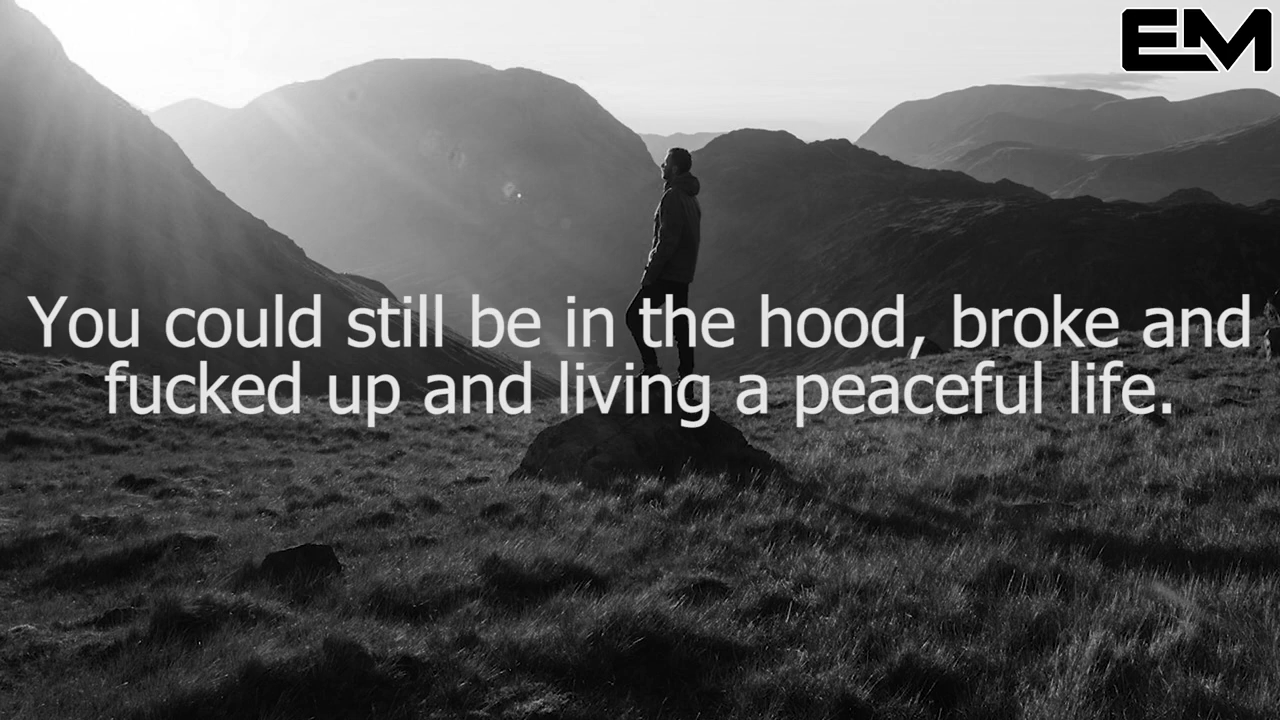 EM
You could still be in the hood, broke and
fucked up and living a peaceful life.